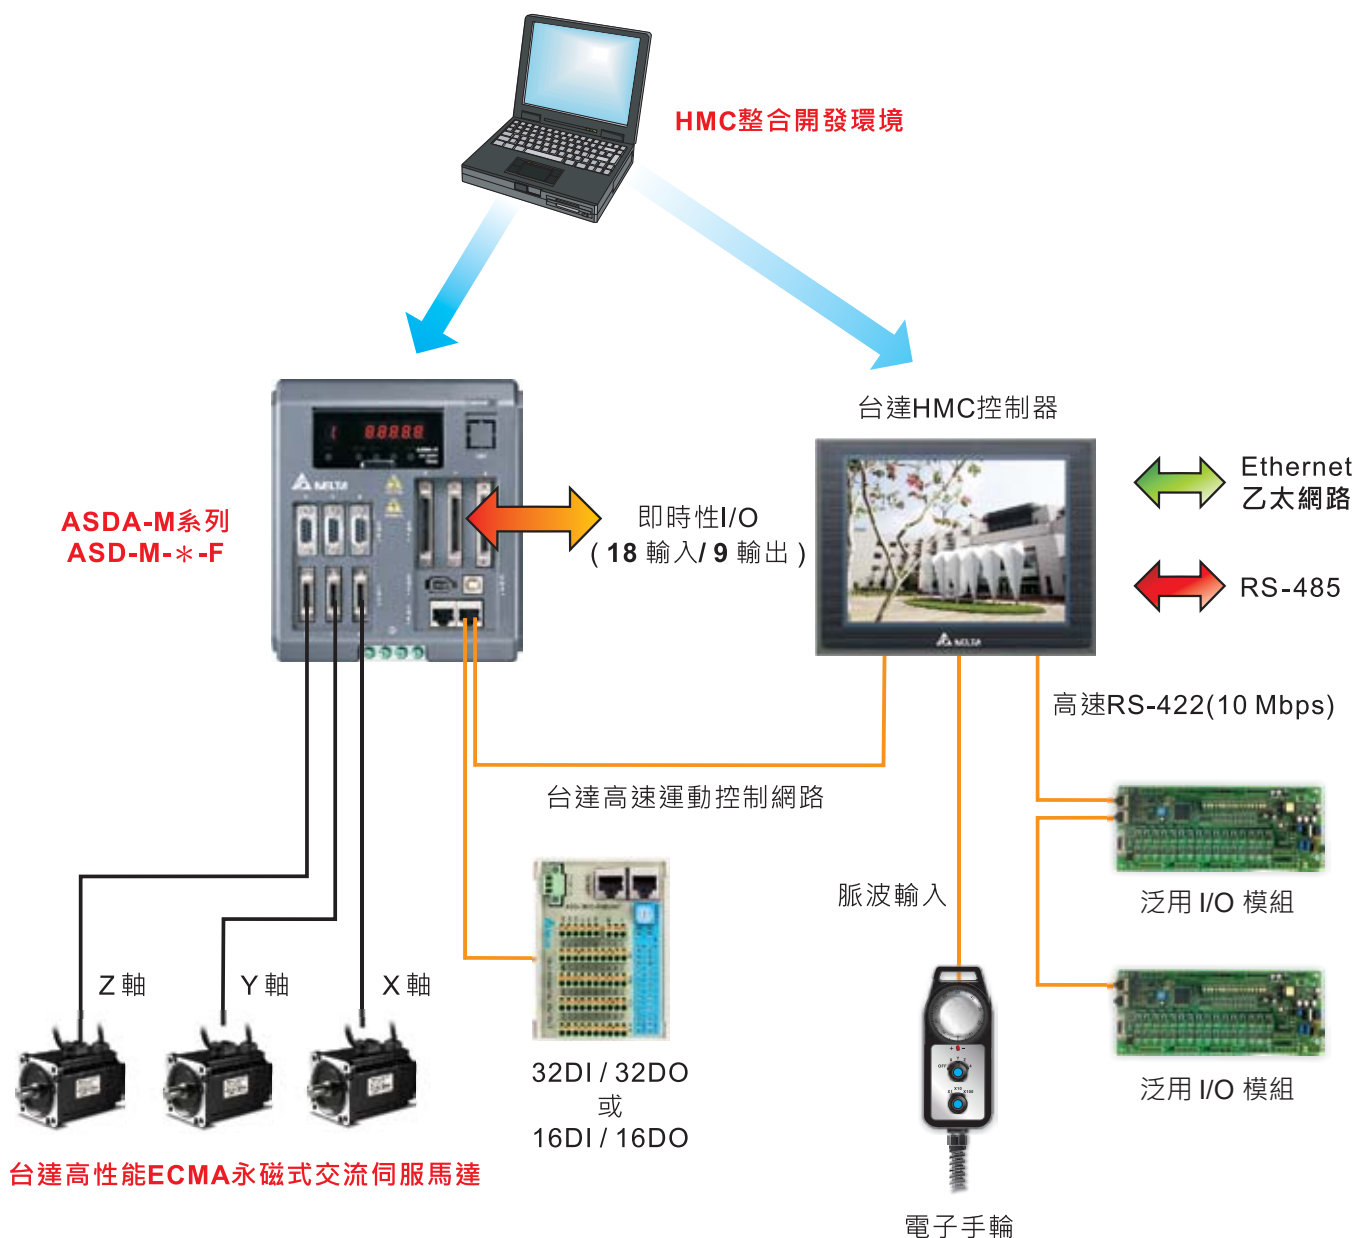 HMC整合開發環境
台達HMC控制器
ASDA-M系列
ASD-M-＊-F
即時性I/O
( 18 輸入/ 9 輸出 )
Ethernet
乙太網路
RS-485
高速RS-422(10 Mbps)
台達高速運動控制網路
脈波輸入
泛用 I/O 模組
Z 軸
Y 軸
X 軸
32DI / 32DO
或
16DI / 16DO
泛用 I/O 模組
台達高性能ECMA永磁式交流伺服馬達
電子手輪